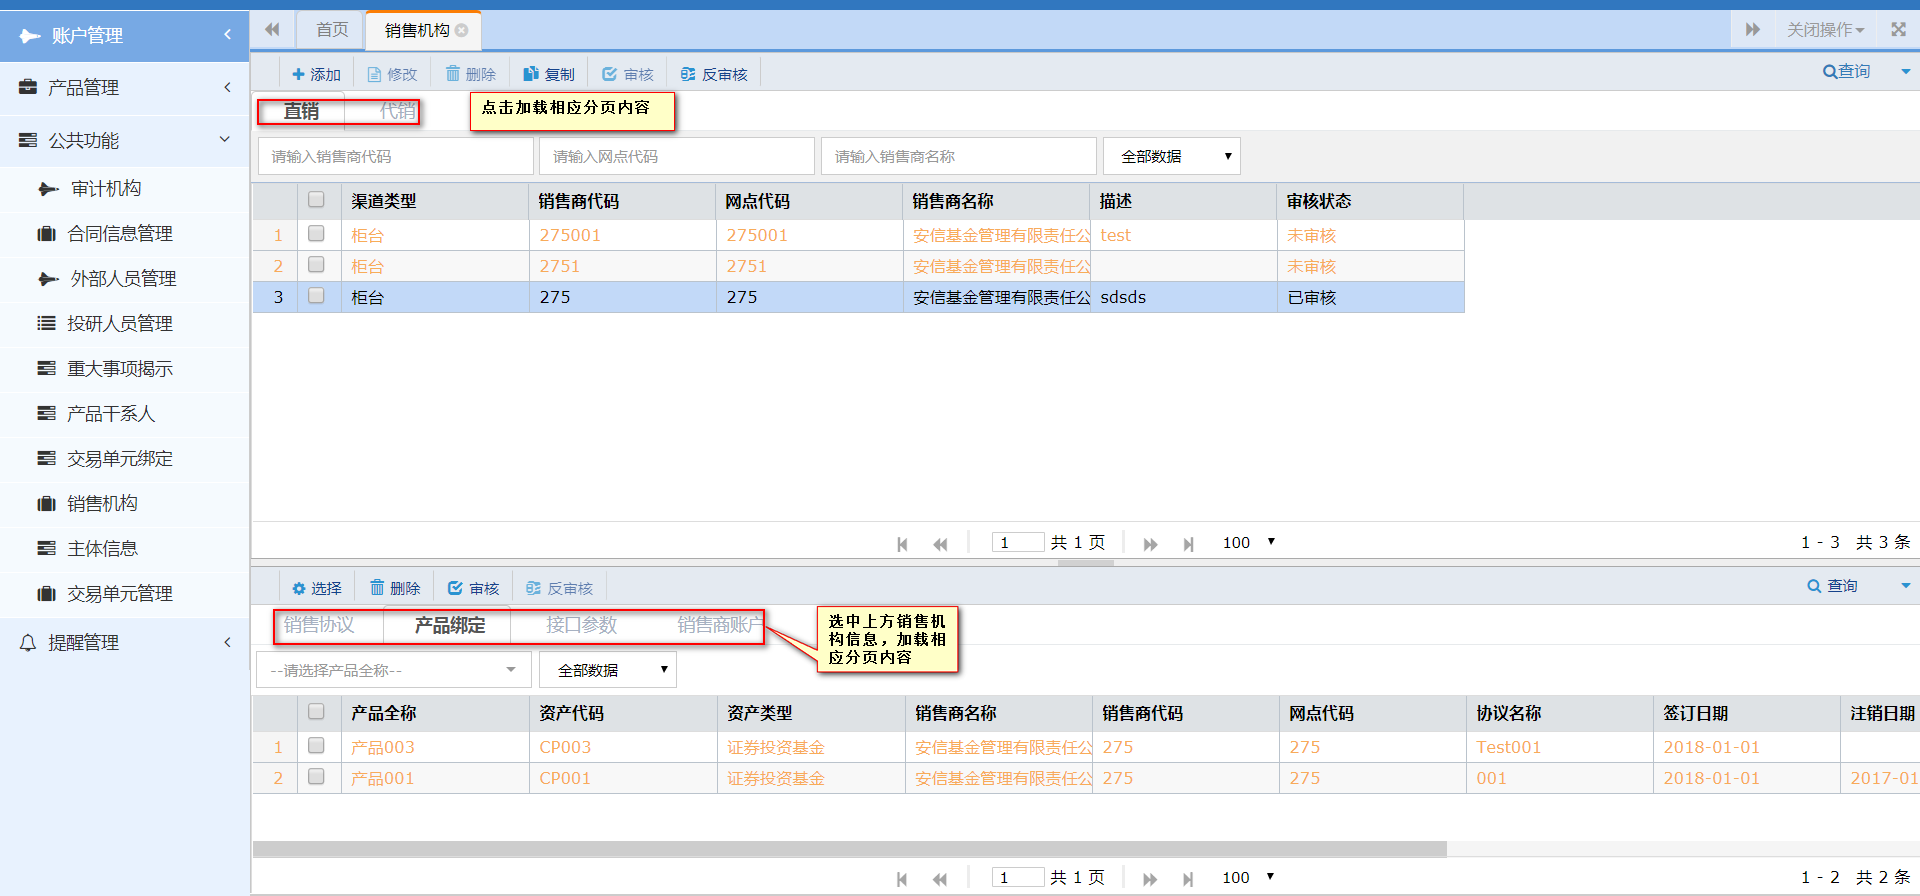 账户管理
产品管理
公共功能
审计机构
合同信息管理
外部人员管理
投研人员管理
重大事项揭示
产品干系人
交易单元绑定
销售机构
主体信息
交易单元管理
提醒管理
首页 销售机构 关闭操作
添加 修改 删除 复制 审核 反审核 查询
直销 代销
点击加载相应分页内容
请输入销售商代码 请输入网点代码 请输入销售商名称 全部数据
渠道类型 销售商代码 网点代码 销售商名称 描述 审核状态
1 柜台 275001 275001 安信基金管理有限责任公 test 未审核
2 柜台 2751 2751 安信基金管理有限责任公 未审核
3 柜台 275 275 安信基金管理有限责任公 sdsds 已审核
1 共 1 页 100 1 - 3 共 3 条
选择 删除 审核 反审核 查询
销售协议 产品绑定 接口参数 销售商账户
选中上方销售机
构信息，加载相
应分页内容
--请选择产品全称-- 全部数据
产品全称 资产代码 资产类型 销售商名称 销售商代码 网点代码 协议名称 签订日期 注销日期
1 产品003 CP003 证券投资基金 安信基金管理有限责任公 275 275 Test001 2018-01-01
2 产品001 CP001 证券投资基金 安信基金管理有限责任公 275 275 001 2018-01-01 2017-01
1 共 1 页 100 1 - 2 共 2 条